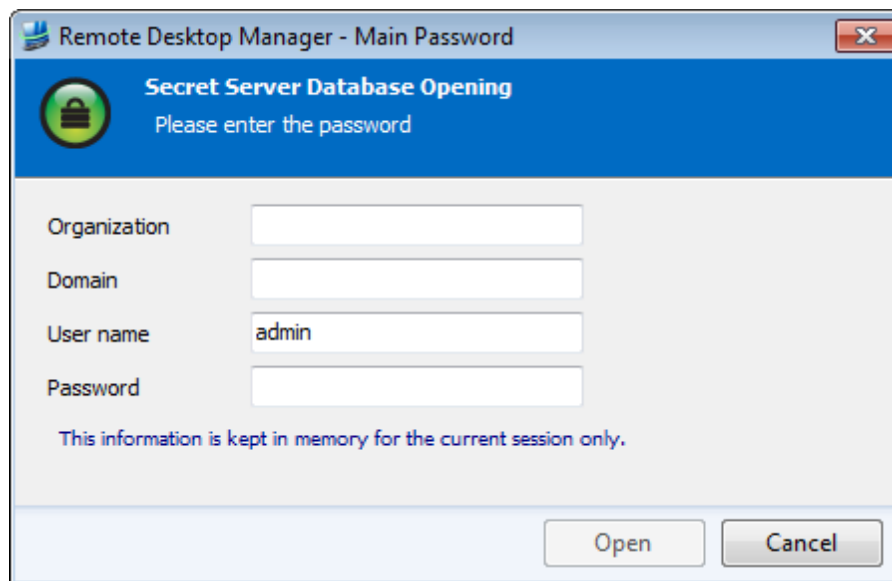 Remote Desktop Manager - Main Password
Secret Server Database Opening
Please enter the password
Organization
Domain
User name admin
Password
This information is kept in memory for the current session only.
Open Cancel